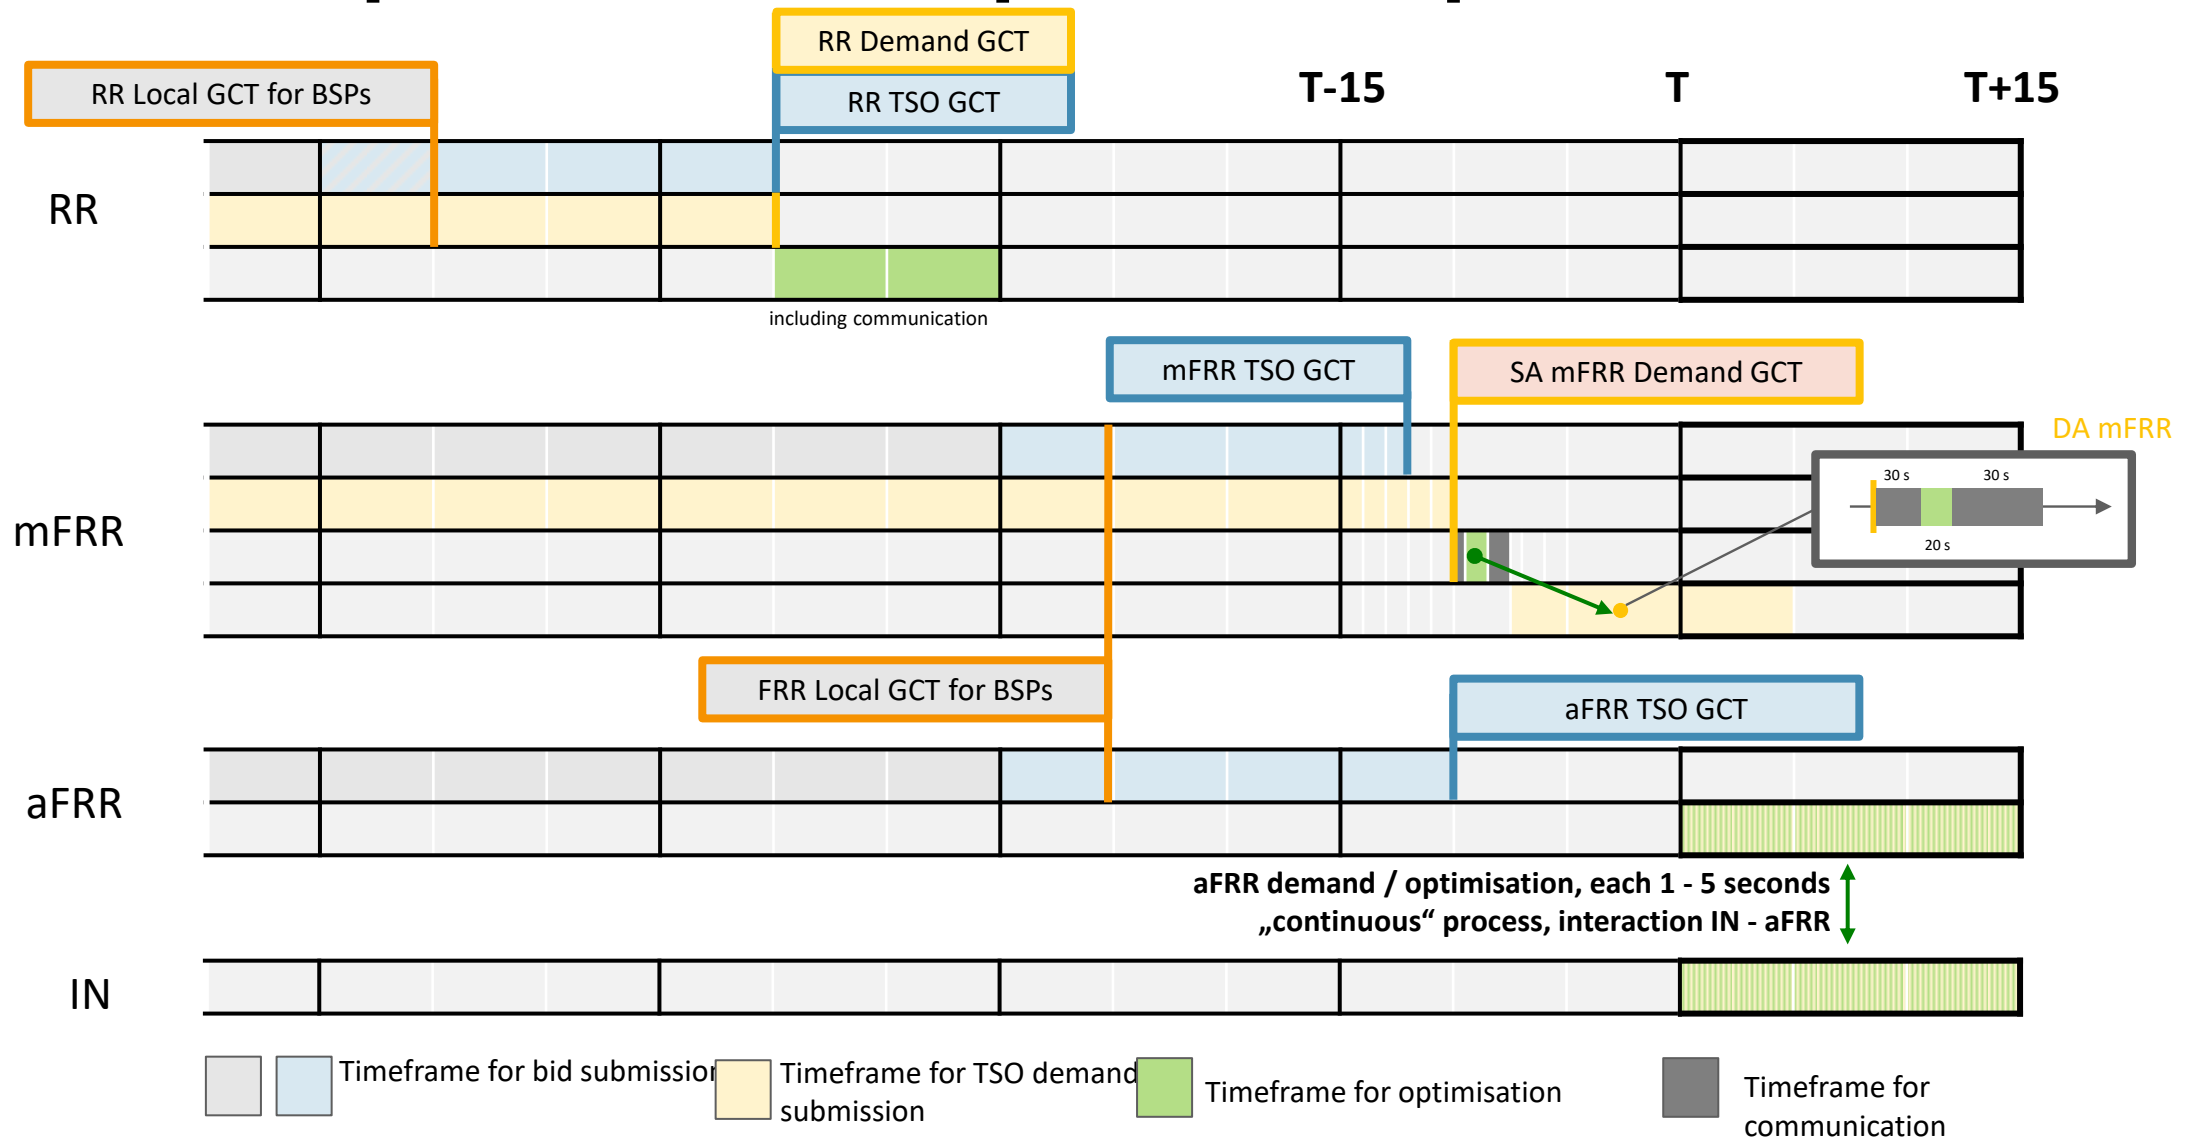 RR Demand GCT
RR Local GCT for BSPs
RR TSO GCT
T-15
T
T+15
RR
including communication
mFRR TSO GCT
SA mFRR Demand GCT
DA mFRR
30 s
30 s
20 s
mFRR
FRR Local GCT for BSPs
aFRR TSO GCT
aFRR
aFRR demand / optimisation, each 1 - 5 seconds
„continuous“ process, interaction IN - aFRR
IN
Timeframe for bid submission
Timeframe for TSO demand
submission
Timeframe for optimisation
Timeframe for
communication